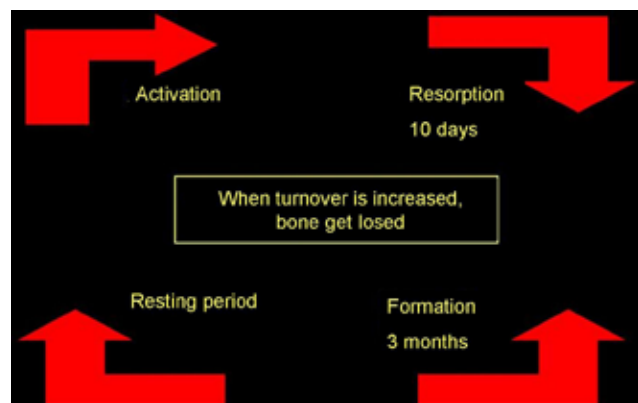 Activation
Resorption
10 days
When turnover is increased,
bone get losed
Resting period
Formation
3 months